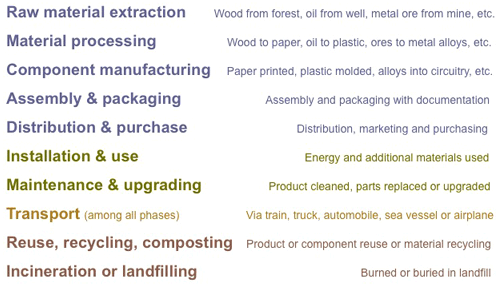 Raw material extraction Wood from forest, oil from well, metal ore from mine, etc.
Material processing Wood to paper, oil to plastic, ores to metal alloys, etc.
Component manufacturing Paper printed, plastic molded, alloys into circuitry, etc.
Assembly & packaging Assembly and packaging with documentation
Distribution & purchase Distribution, marketing and purchasing
Installation & use Energy and additional materials used
Maintenance & upgrading Product cleaned, parts replaced or upgraded
Transport (among all phases) Via train, truck, automobile, sea vessel or airplane
Reuse, recycling, composting Product or component reuse or material recycling
Incineration or landfilling Burned or buried in landfill